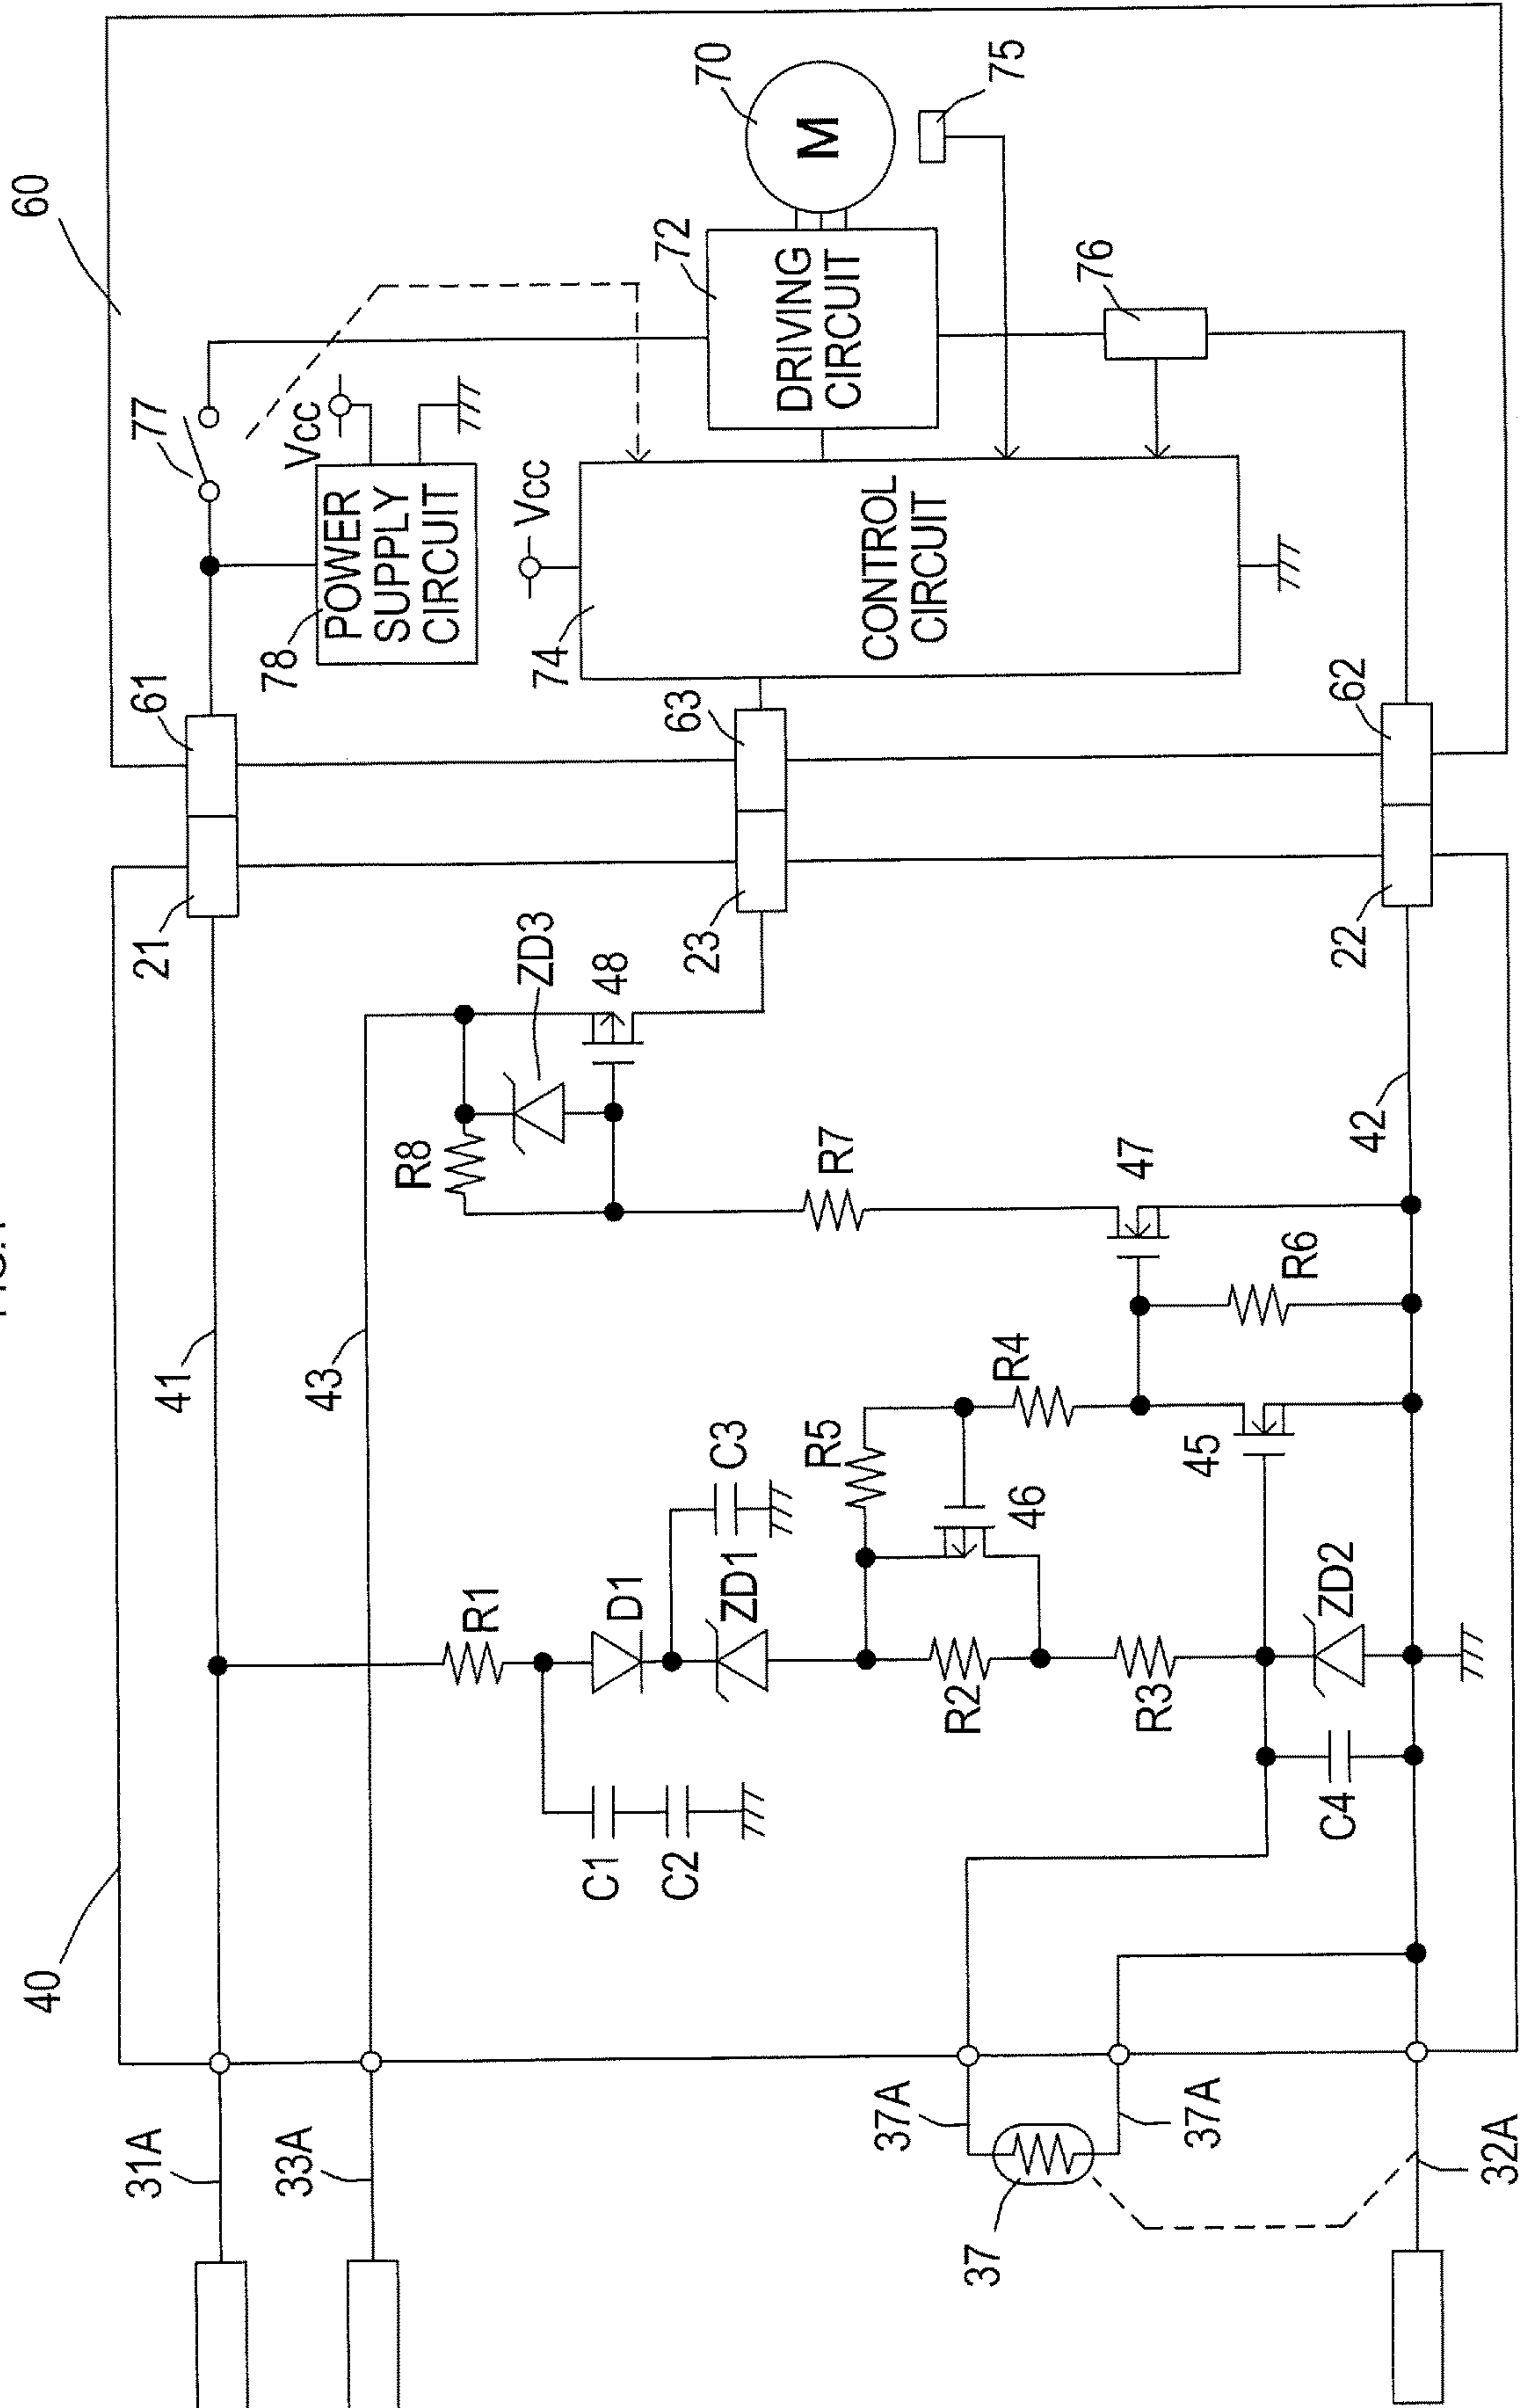 60
70
M
75
77
Vcc
72
DRIVING
CIRCUIT
76
POWER
SUPPLY
CIRCUIT
78
Vcc
CONTROL
CIRCUIT
74
61
63
62
21
23
22
ZD3
48
R8
R7
47
42
R6
41
43
R4
R5
C3
46
45
R1
D1
ZD1
ZD2
R2
R3
C1
C2
C4
40
31A
33A
37A
37A
37
32A